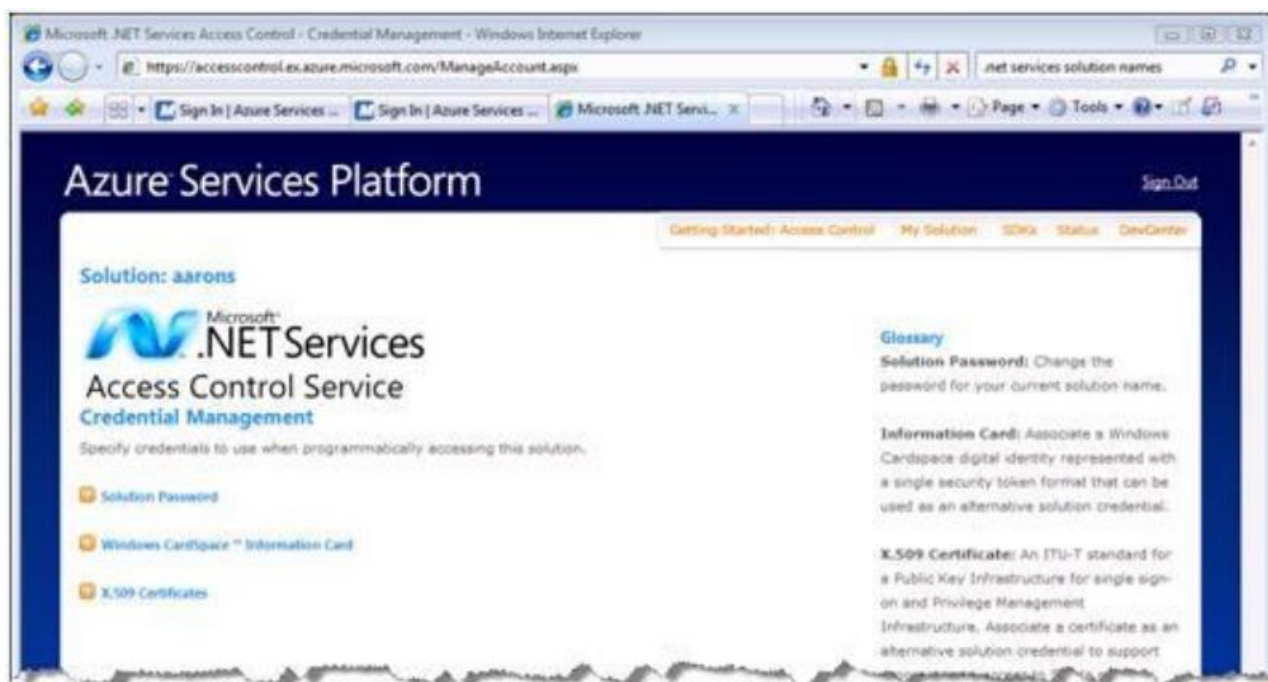 Microsoft .NET Services Access Control - Credential Management - Windows Internet Explorer
https://accesscontrol.ex.azure.microsoft.com/ManageAccount.aspx
.net services solution names
Sign In | Azure Services ...
Sign In | Azure Services ...
Microsoft .NET Servi...
Page
Tools
Azure Services Platform
Sign Out
Getting Started: Access Control
My Solution
SDKs
Status
DevCenter
Solution: aarons
Microsoft
.NET Services
Access Control Service
Credential Management
Specify credentials to use when programmatically accessing this solution.
Solution Password
Windows CardSpace ™ Information Card
X.509 Certificates
Glossary
Solution Password: Change the
password for your current solution name.
Information Card: Associate a Windows
Cardspace digital identity represented with
a single security token format that can be
used as an alternative solution credential.
X.509 Certificate: An ITU-T standard for
a Public Key Infrastructure for single sign-
on and Privilege Management
Infrastructure. Associate a certificate as an
alternative solution credential to support